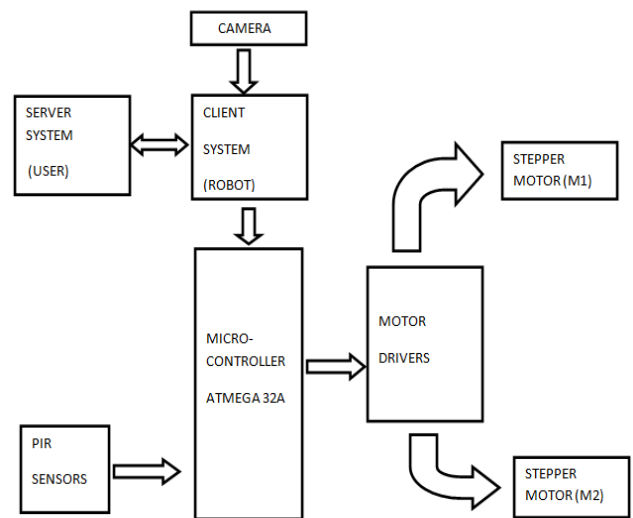 CAMERA
SERVER
SYSTEM
(USER)
CLIENT
SYSTEM
(ROBOT)
STEPPER
MOTOR (M1)
MICRO-
CONTROLLER
ATMEGA 32A
MOTOR
DRIVERS
PIR
SENSORS
STEPPER
MOTOR (M2)